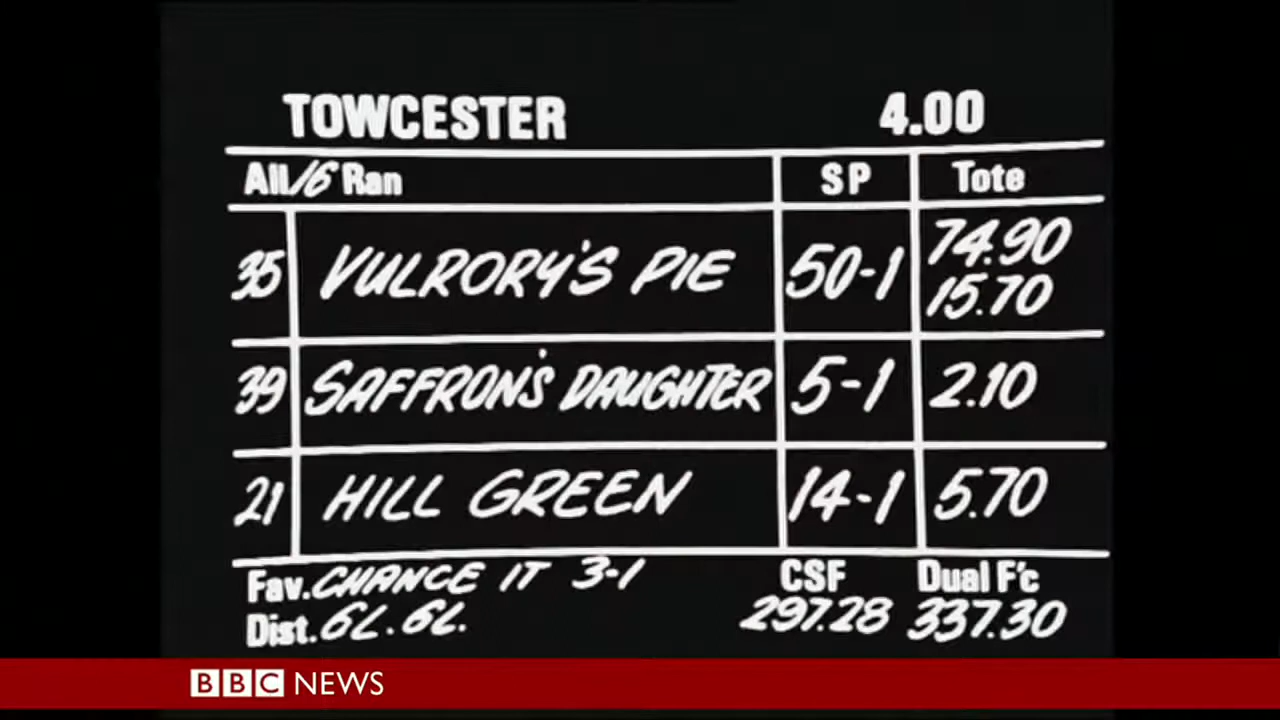 TOWCESTER 4.00
All/16 Ran SP Tote
35 VULRORY'S PIE 50-1 74.90 15.70
39 SAFFRON'S DAUGHTER 5-1 2.10
21 HILL GREEN 14-1 5.70
Fav. CHANCE IT 3-1 CSF Dual F'c
Dist. 6L. 6L. 297.28 337.30
BBC NEWS